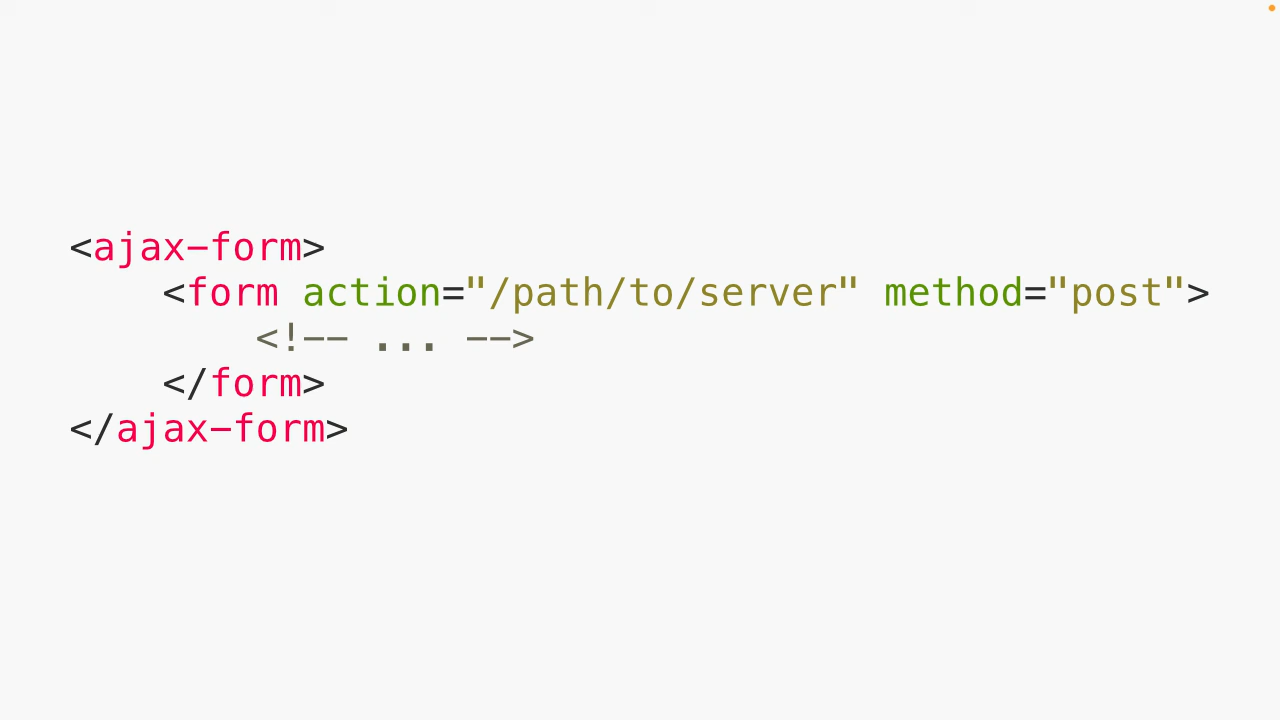 <ajax-form>
    <form action="/path/to/server" method="post">
        <!-- ... -->
    </form>
</ajax-form>